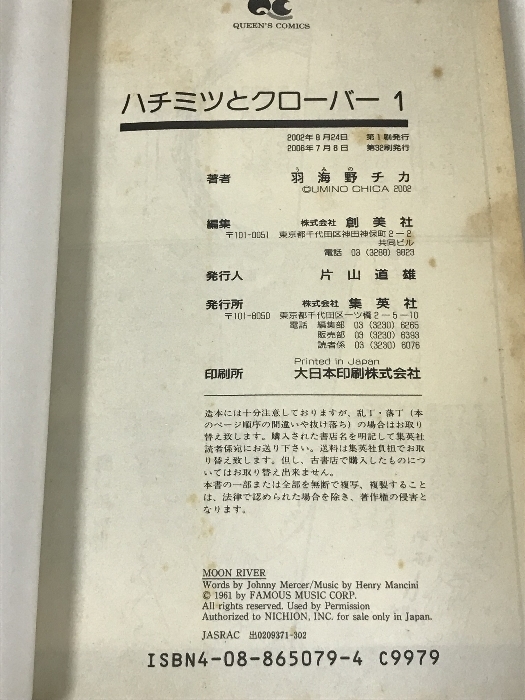 QC
QUEEN'S COMICS
ハチミツとクローバー 1
2002年8月24日 第1刷発行
2006年7月8日 第32刷発行
著者 羽海野チカ
うみの
©UMINO CHICA 2002
編集 株式会社 創美社
〒101-0051 東京都千代田区神田神保町2-2
共同ビル
電話 03(3288)9823
発行人 片山道雄
発行所 株式会社 集英社
〒101-8050 東京都千代田区一ツ橋2-5-10
電話 編集部 03(3230)6265
販売部 03(3230)6393
読者係 03(3230)6076
Printed in Japan
印刷所 大日本印刷株式会社
造本には十分注意しておりますが、乱丁・落丁(本
のページ順序の間違いや抜け落ち)の場合はお取り
替え致します。購入された書店名を明記して集英社
読者係宛にお送り下さい。送料は集英社負担でお取
り替え致します。但し、古書店で購入したものにつ
いてはお取り替え出来ません。
本書の一部または全部を無断で複写、複製すること
は、法律で認められた場合を除き、著作権の侵害と
なります。
MOON RIVER
Words by Johnny Mercer/Music by Henry Mancini
© 1961 by FAMOUS MUSIC CORP.
All rights reserved. Used by Permission
Authorized to NICHION, INC. for sale only in Japan.
JASRAC 出0209371-302
ISBN4-08-865079-4 C9979